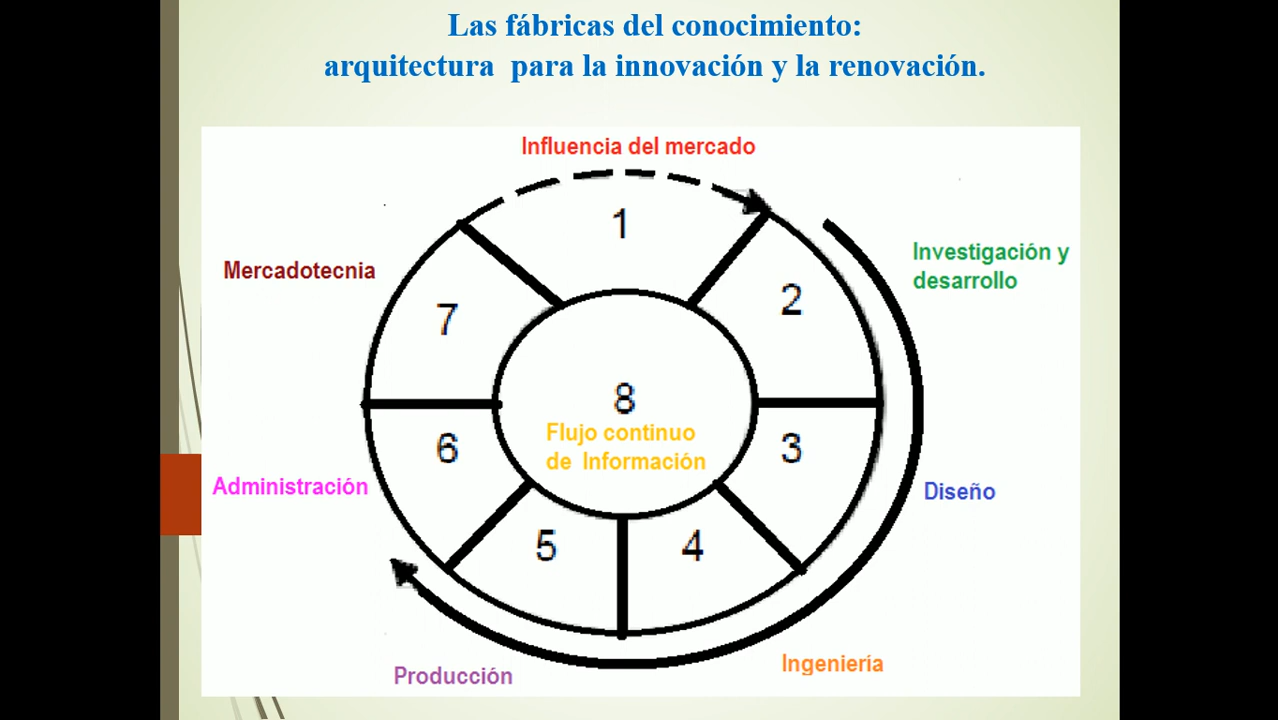 Las fábricas del conocimiento:
arquitectura para la innovación y la renovación.
Influencia del mercado
1
Investigación y
desarrollo
Mercadotecnia
2
7
8
Flujo continuo
de Información
6
3
Administración
Diseño
5
4
Ingeniería
Producción